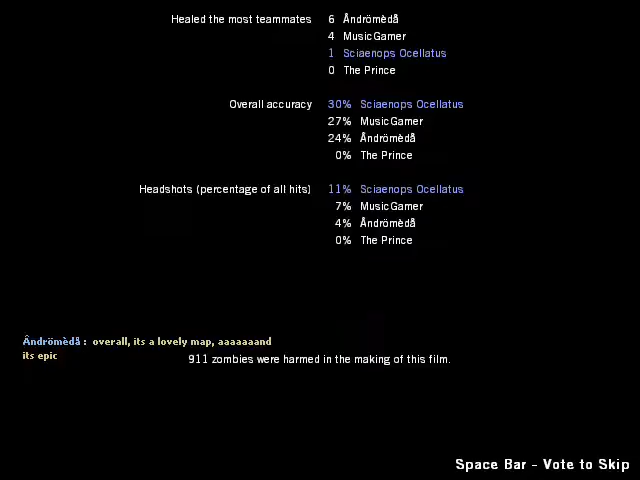 Healed the most teammates 6 Åndrömèdå
4 MusicGamer
1 Sciaenops Ocellatus
0 The Prince
Overall accuracy 30% Sciaenops Ocellatus
27% MusicGamer
24% Åndrömèdå
0% The Prince
Headshots (percentage of all hits) 11% Sciaenops Ocellatus
7% MusicGamer
4% Åndrömèdå
0% The Prince
Åndrömèdå : overall, its a lovely map, aaaaaaand
its epic
911 zombies were harmed in the making of this film.
Space Bar - Vote to Skip